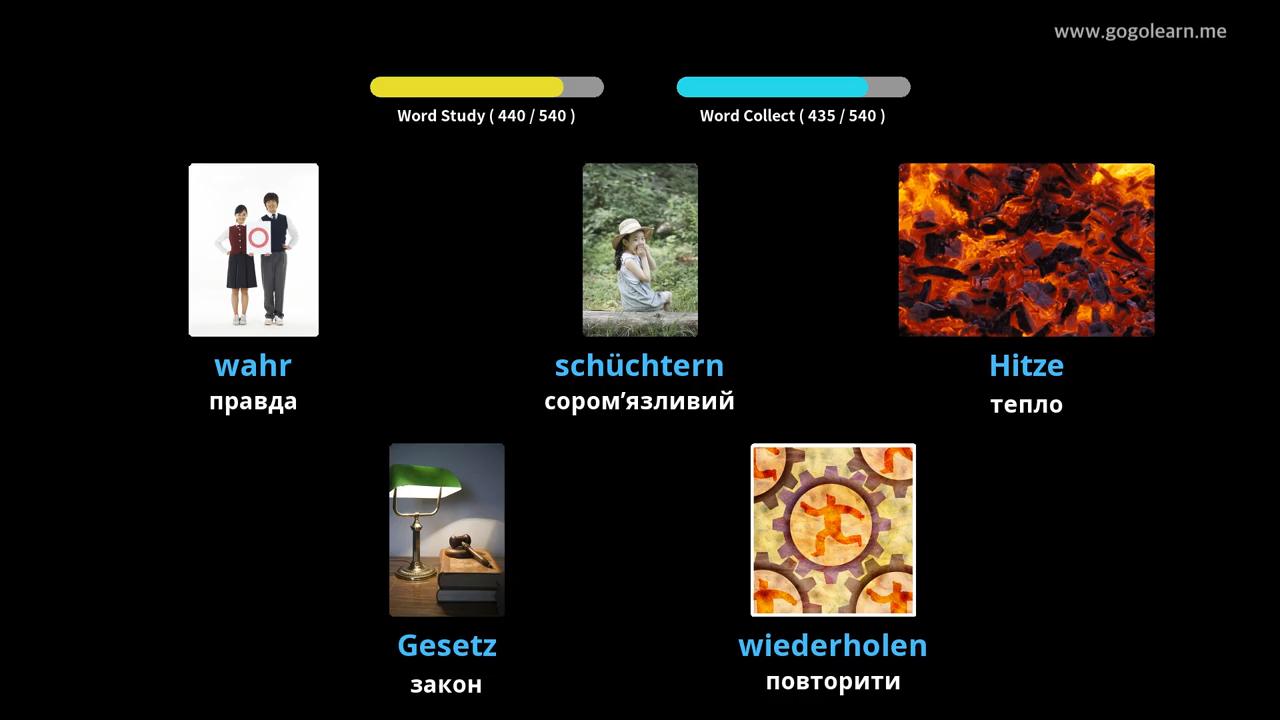 www.gogolearn.me
Word Study ( 440 / 540 )
Word Collect ( 435 / 540 )
wahr
правда
schüchtern
сором’язливий
Hitze
тепло
Gesetz
закон
wiederholen
повторити